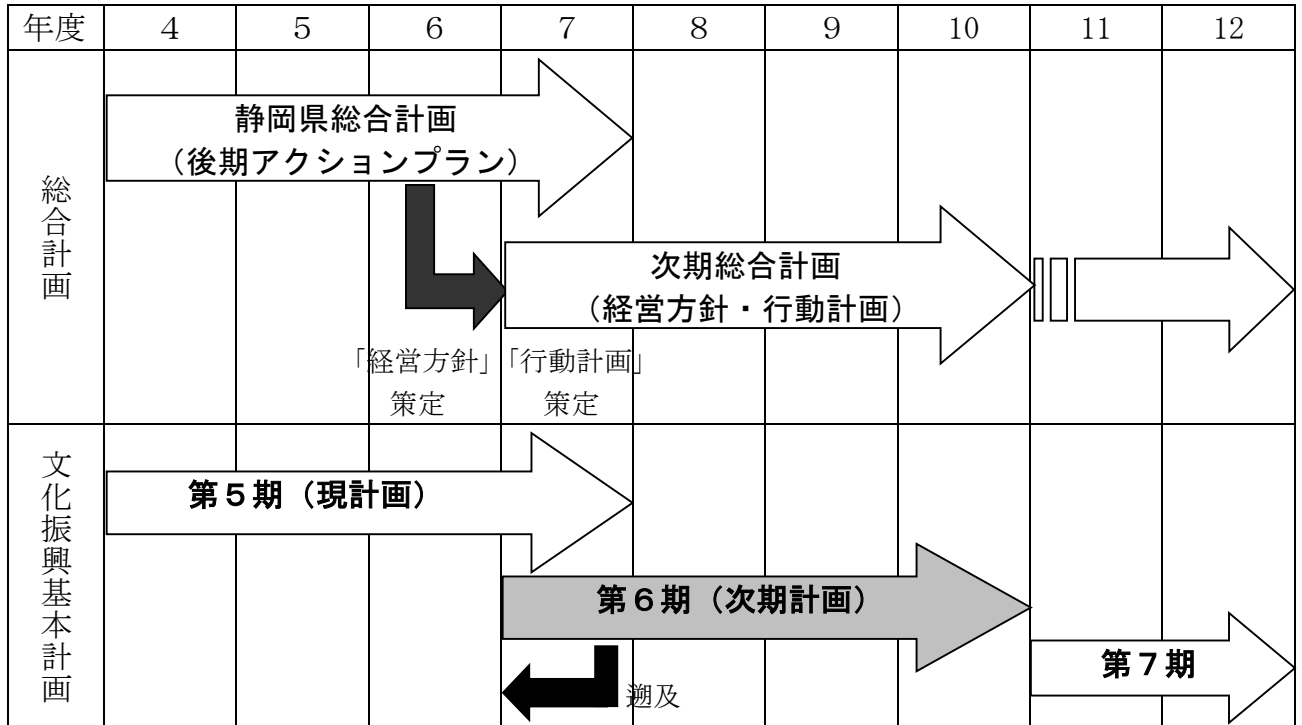 年度 4 5 6 7 8 9 10 11 12
総合計画
静岡県総合計画
（後期アクションプラン）
次期総合計画
（経営方針・行動計画）
「経営方針」「行動計画」
策定 策定
文化振興基本計画
第５期（現計画）
第６期（次期計画）
遡及
第７期